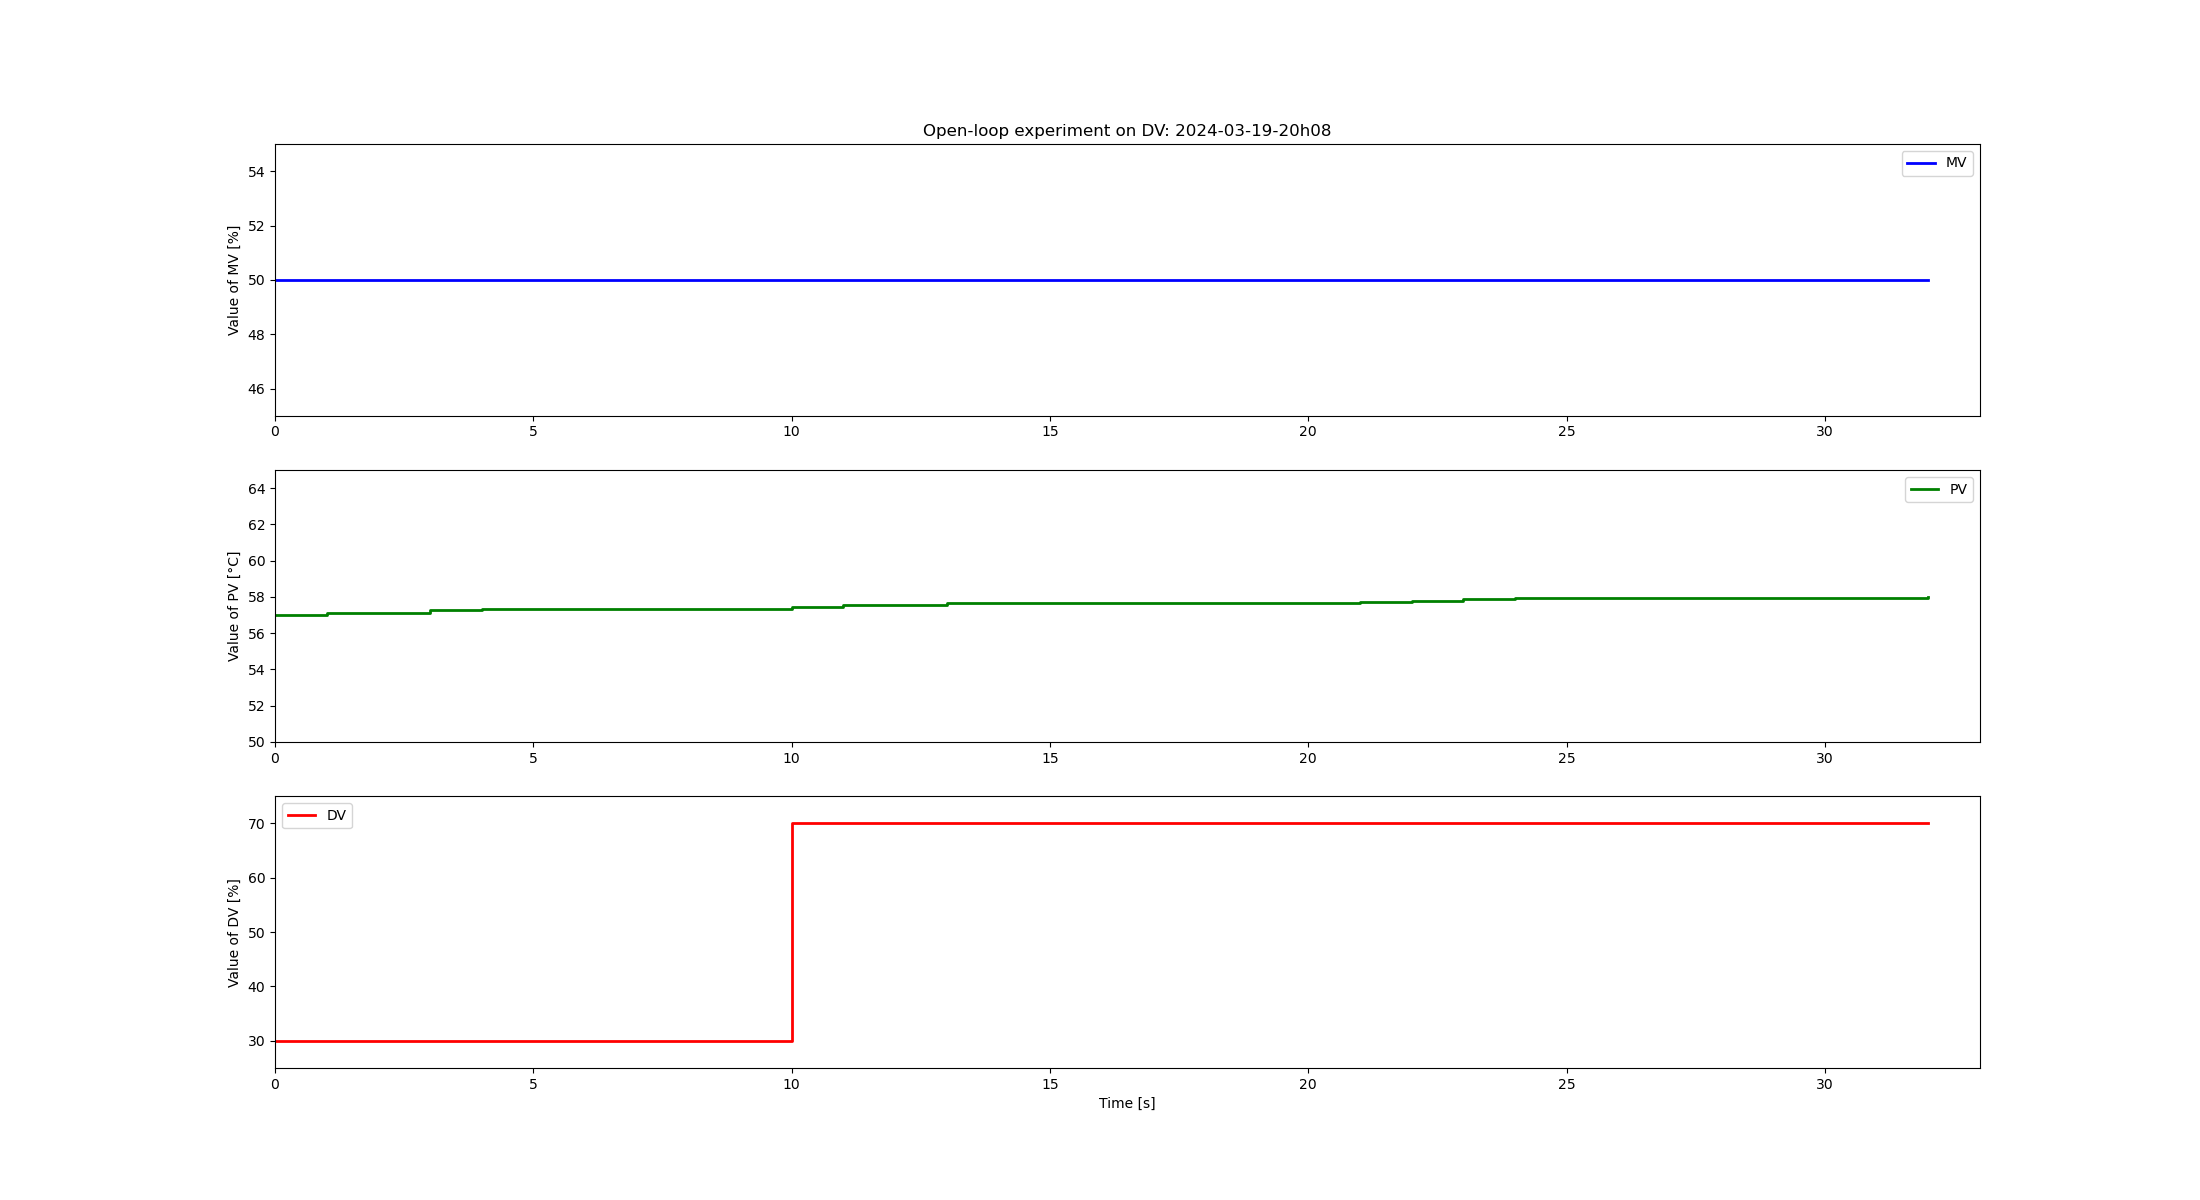 Open-loop experiment on DV: 2024-03-19-20h08
Value of MV [%]
54
52
50
48
46
MV
0 5 10 15 20 25 30
Value of PV [°C]
64
62
60
58
56
54
52
50
PV
0 5 10 15 20 25 30
Value of DV [%]
70
60
50
40
30
DV
0 5 10 15 20 25 30
Time [s]